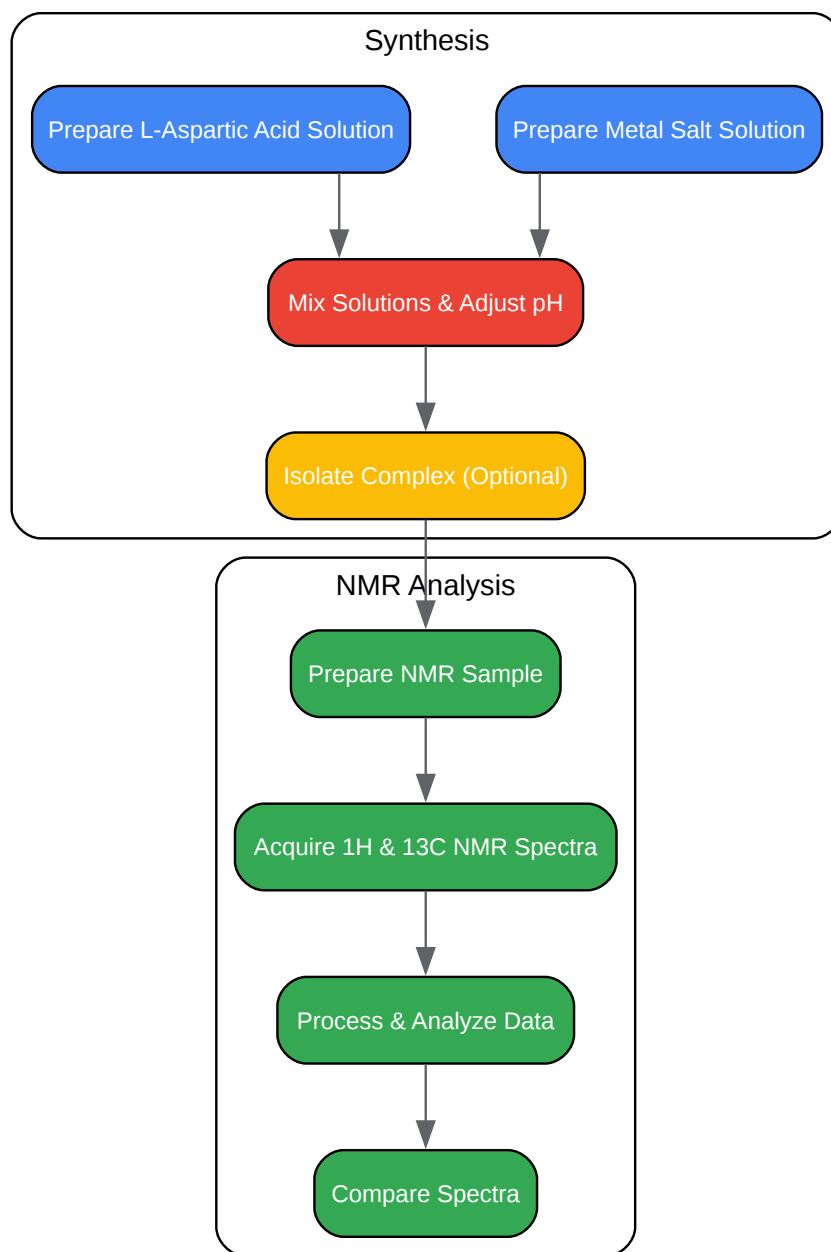 Synthesis
Prepare L-Aspartic Acid Solution
Prepare Metal Salt Solution
Mix Solutions & Adjust pH
Isolate Complex (Optional)
NMR Analysis
Prepare NMR Sample
Acquire 1H & 13C NMR Spectra
Process & Analyze Data
Compare Spectra